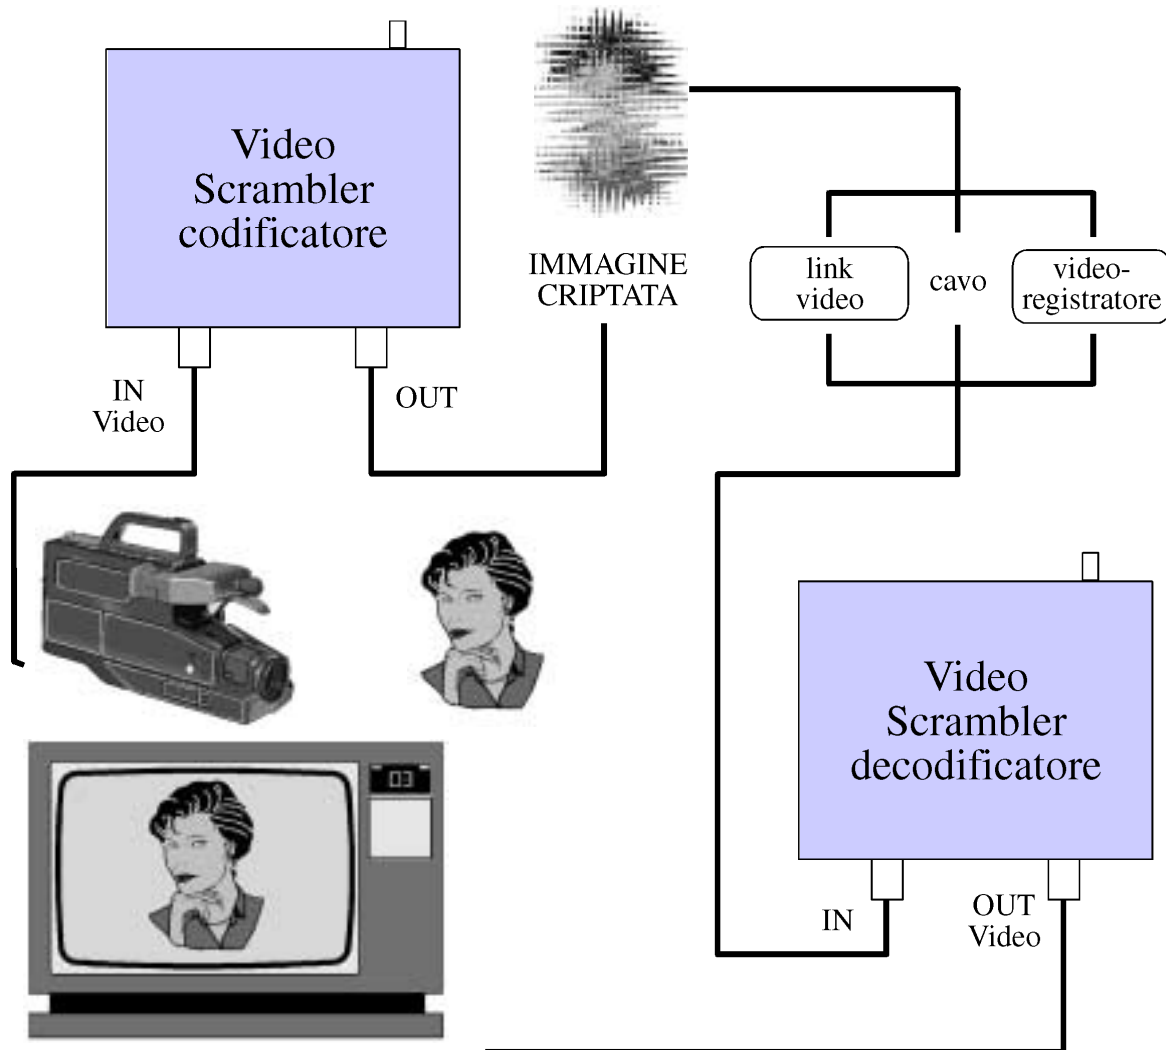 Video
Scrambler
codificatore
IMMAGINE
CRIPTATA
link
video
cavo
video-
registratore
IN
Video
OUT
03
Video
Scrambler
decodificatore
IN
OUT
Video